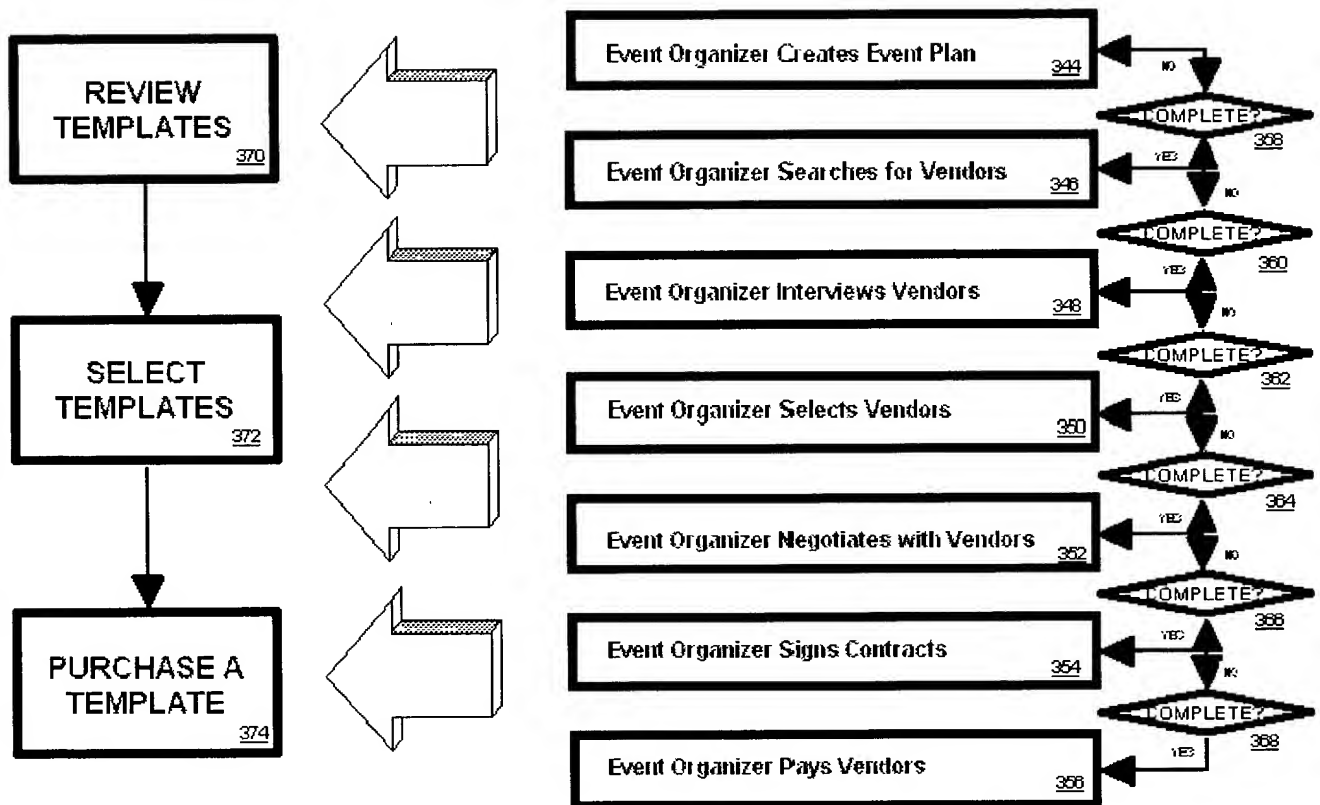 REVIEW
TEMPLATES
370
SELECT
TEMPLATES
372
PURCHASE A
TEMPLATE
374
Event Organizer Creates Event Plan
344
NO
COMPLETE?
358
Event Organizer Searches for Vendors
346
YES
NO
COMPLETE?
360
Event Organizer Interviews Vendors
348
YES
NO
COMPLETE?
362
Event Organizer Selects Vendors
350
YES
NO
COMPLETE?
364
Event Organizer Negotiates with Vendors
352
YES
NO
COMPLETE?
366
Event Organizer Signs Contracts
354
YES
NO
COMPLETE?
368
Event Organizer Pays Vendors
356
YES